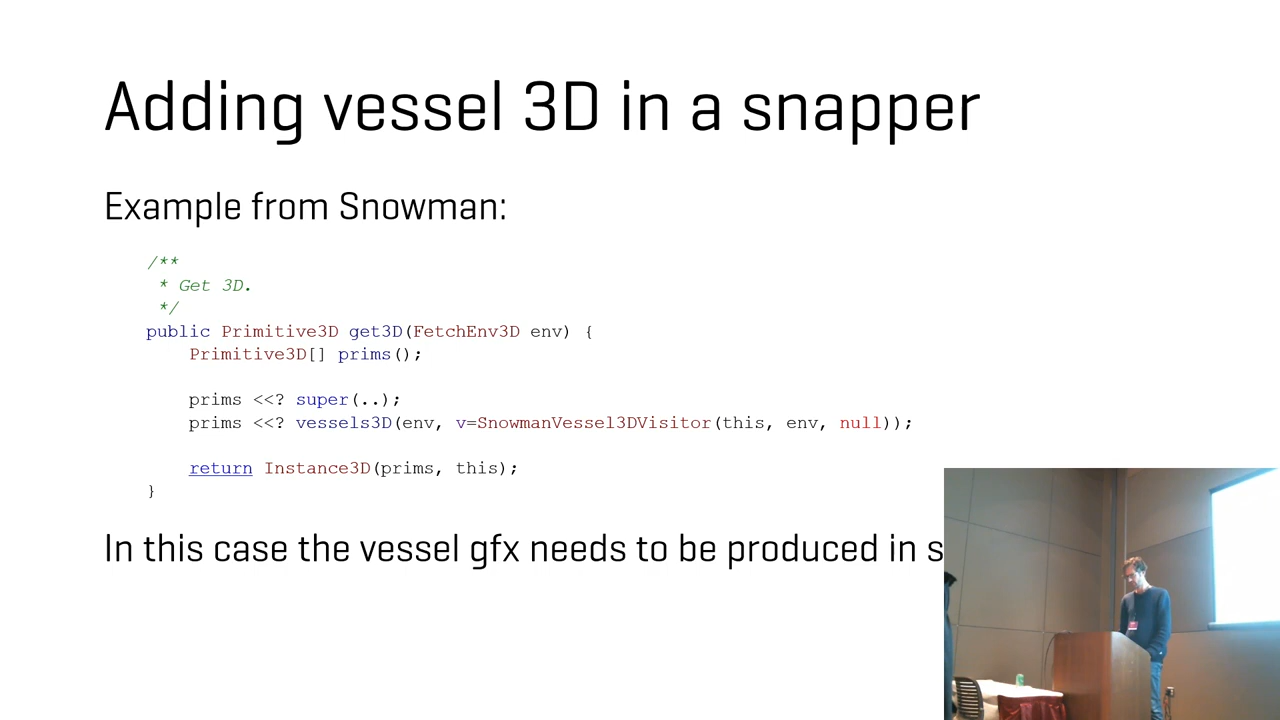 Adding vessel 3D in a snapper
Example from Snowman:
/**
* Get 3D.
*/
public Primitive3D get3D(FetchEnv3D env) {
Primitive3D[] prims();
prims <<? super(..);
prims <<? vessels3D(env, v=SnowmanVessel3DVisitor(this, env, null));
return Instance3D(prims, this);
}
In this case the vessel gfx needs to be produced in